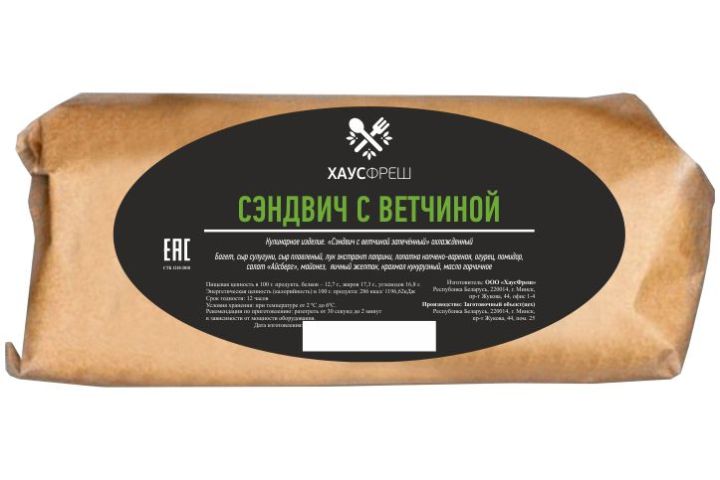 ХАУСФРЕШ
СЭНДВИЧ С ВЕТЧИНОЙ
Кулинарное изделие. «Сэндвич с ветчиной запечённый» охлажденный
Багет, сыр сулугуни, сыр плавленый, лук экстракт паприки, лопатка копчено-вареная, огурец, помидор,
салат «Айсберг», майонез, яичный желток, крахмал кукурузный, масло горчичное
EAC
Пищевая ценность в 100 г. продукта, белков – 12,7 г., жиров 17,3 г., углеводов 16,8 г.
Энергетическая ценность (калорийность) в 100 г. продукта: 286 ккал/ 1196,62кДж
Срок годности: 12 часов
Условия хранения: при температуре от 2 °С до 6°С.
Рекомендация по приготовлению: разогреть от 30 секунд до 2 минут
в зависимости от мощности оборудования.
Дата изготовления:
Изготовитель: ООО «ХаусФреш»
Республика Беларусь, 220014, г. Минск,
пр-т Жукова, 44, офис 1-4
Производство: Заготовочный объект(цех)
Республика Беларусь, 220014, г. Минск,
пр-т Жукова, 44, пом. 25